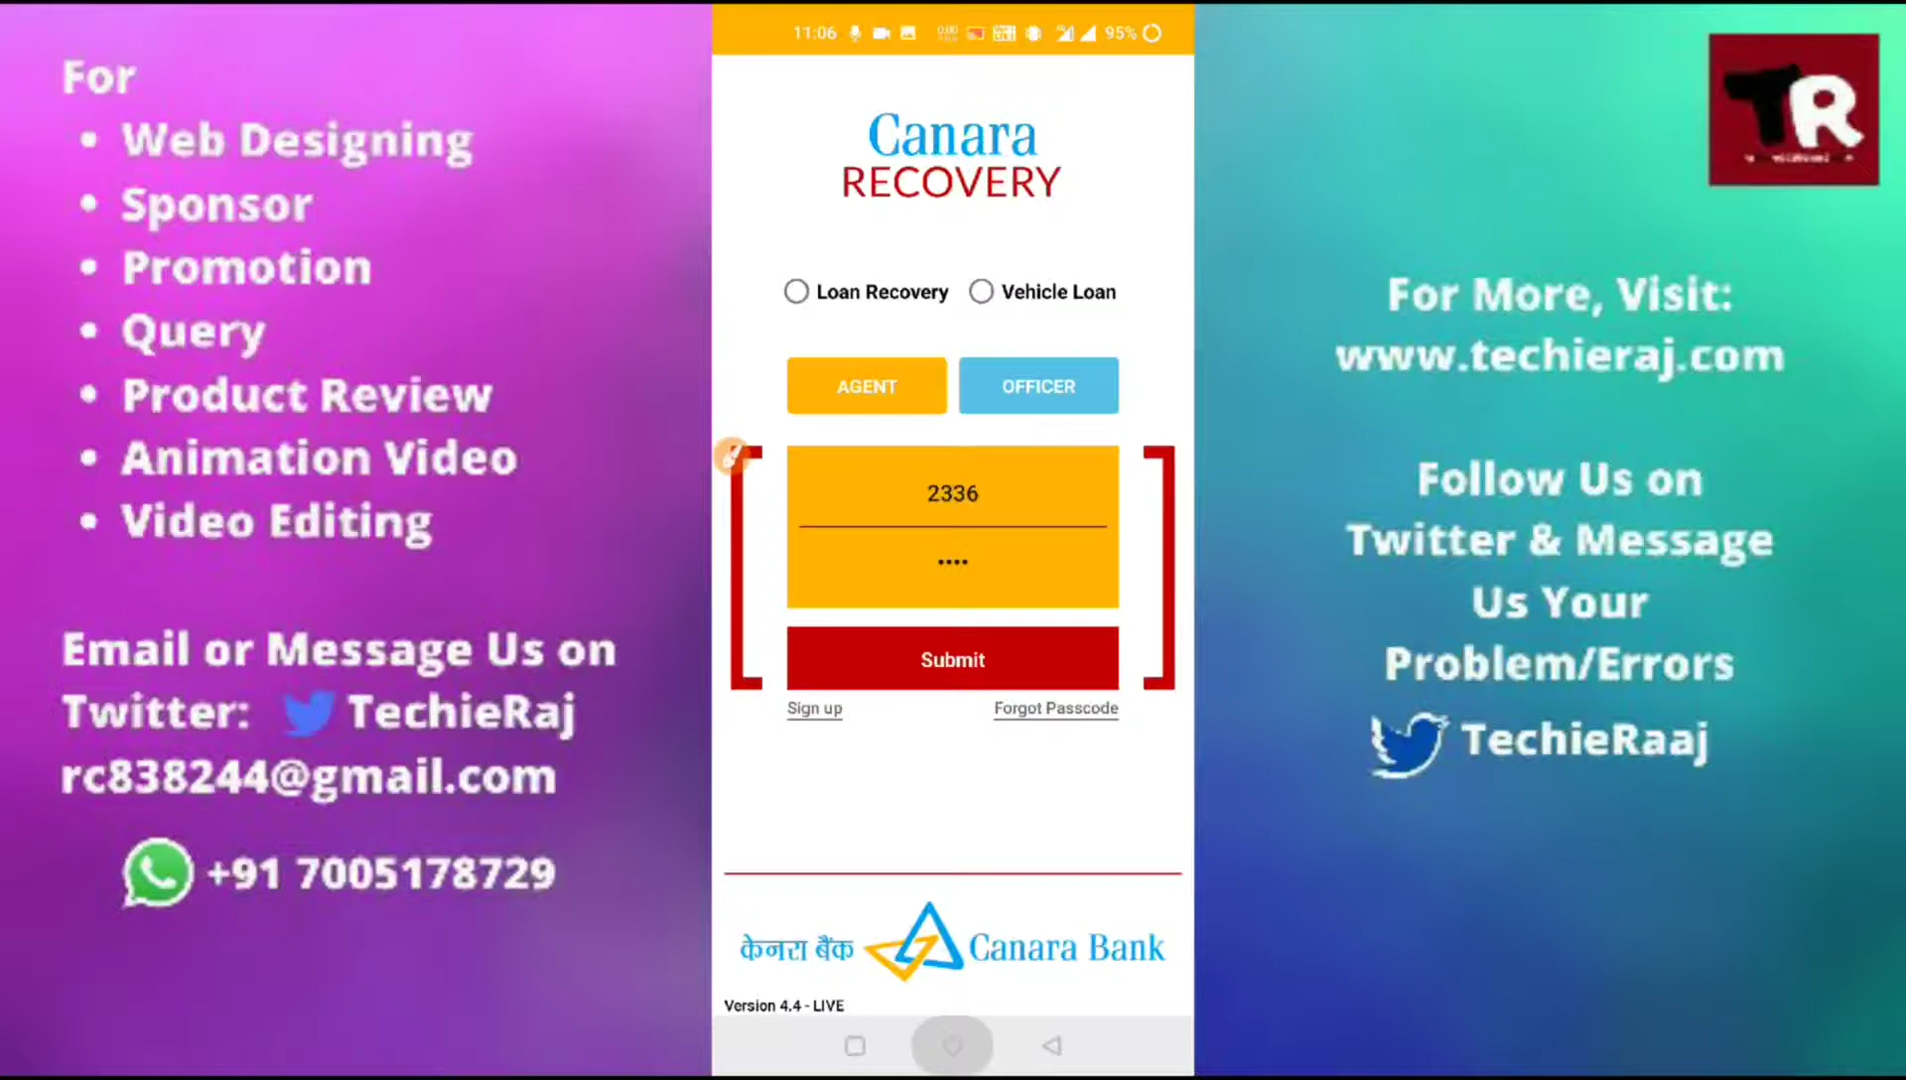 For
• Web Designing
• Sponsor
• Promotion
• Query
• Product Review
• Animation Video
• Video Editing
Email or Message Us on
Twitter: TechieRaj
rc838244@gmail.com
+91 7005178729
11:06
95%
Canara
RECOVERY
Loan Recovery
Vehicle Loan
AGENT
OFFICER
2336
••••
Submit
Sign up
Forgot Passcode
केनरा बैंक
Canara Bank
Version 4.4 - LIVE
TR
For More, Visit:
www.techieraj.com
Follow Us on
Twitter & Message
Us Your
Problem/Errors
TechieRaaj